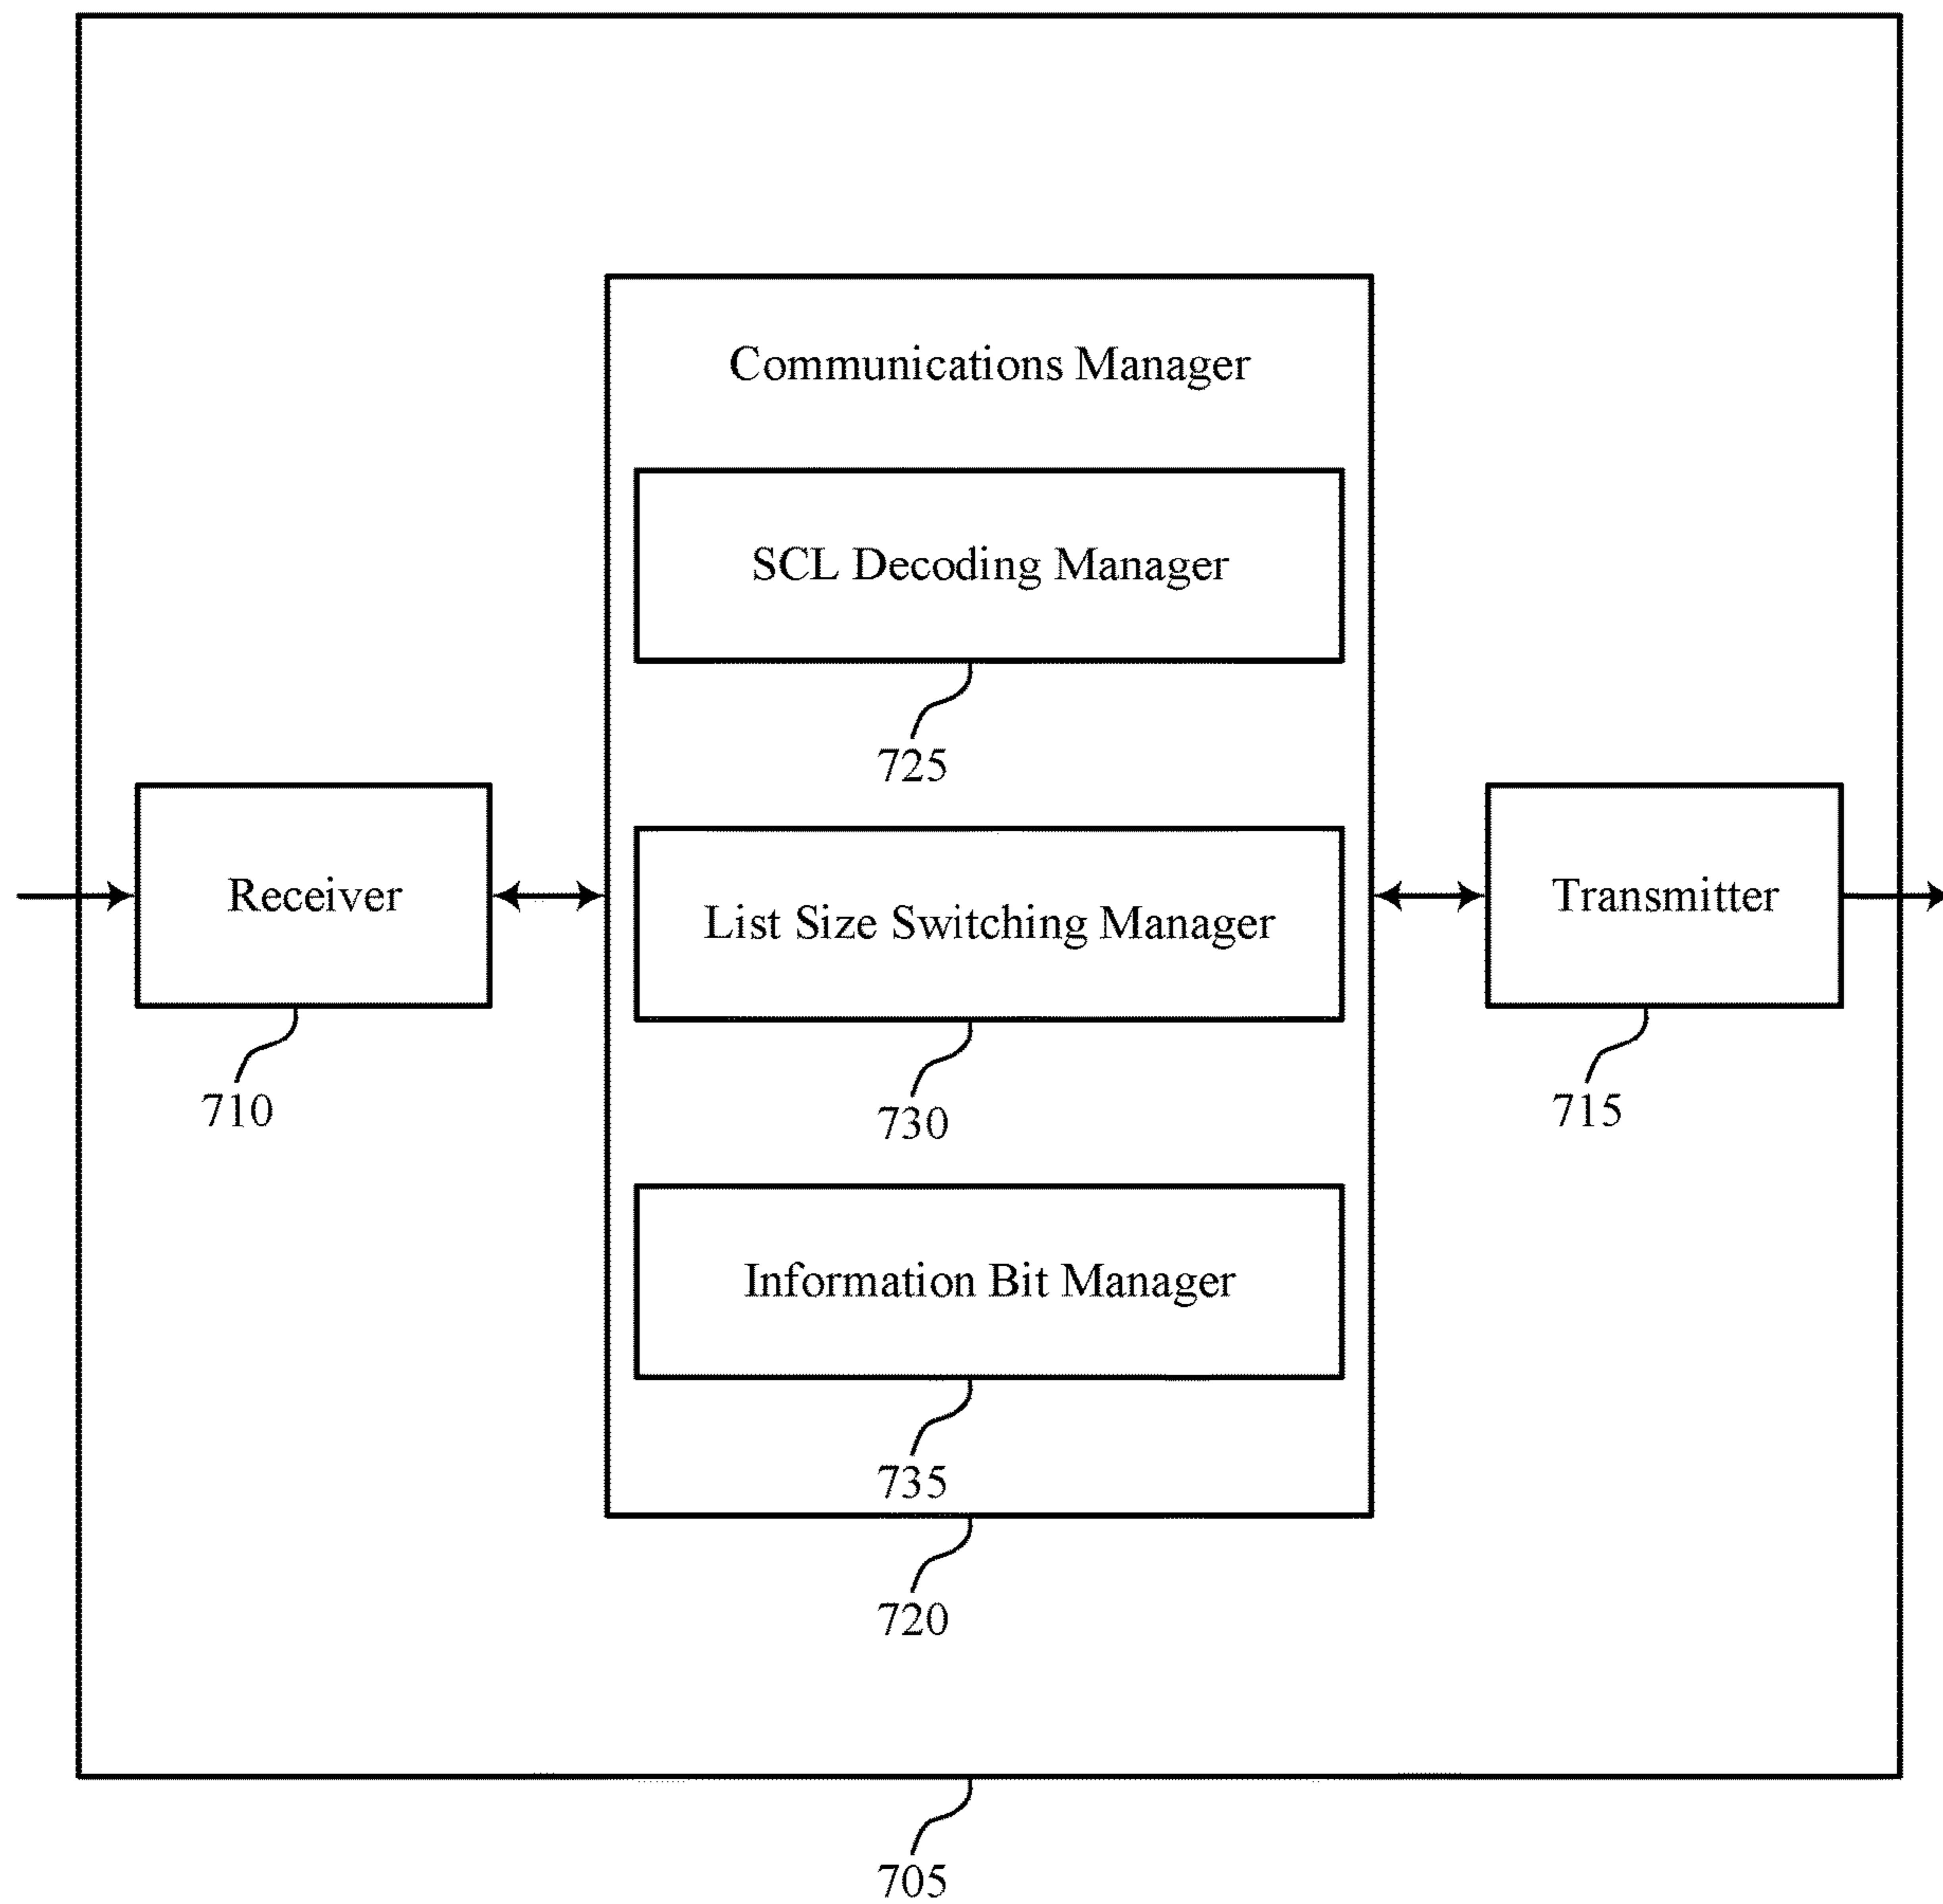 Communications Manager
SCL Decoding Manager
725
Receiver
710
List Size Switching Manager
730
Transmitter
715
Information Bit Manager
735
720
705